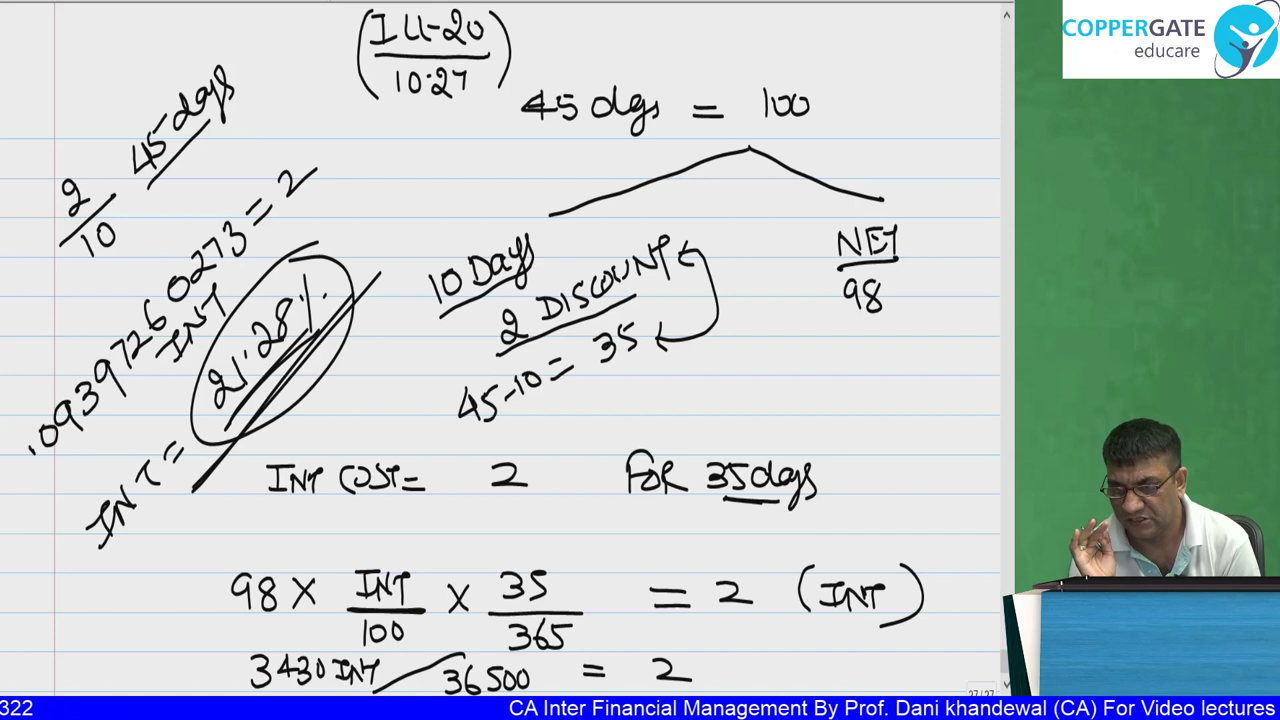 COPPERGATE
educare
(ILL-20
10.27)
45 days = 100
2
10
45 days
.0939726 0273 = 2
INT
INT =
21.28%
10 Days
2 DISCOUNT
45-10 = 35
NET
98
INT COST = 2 FOR 35 days
98 × INT/100 × 35/365 = 2 (INT)
3430 INT / 36500 = 2
27/27
322
CA Inter Financial Management By Prof. Dani khandewal (CA) For Video lectures